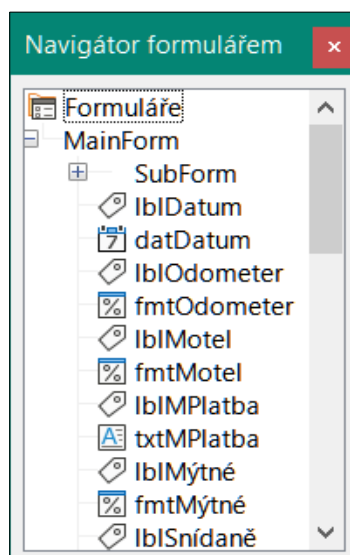 Navigátor formulářem
Formuláře
MainForm
SubForm
lblDatum
datDatum
lblOdometer
fmtOdometer
lblMotel
fmtMotel
lblMPlatba
txtMPlatba
lblMýtné
fmtMýtné
lblSnídaně